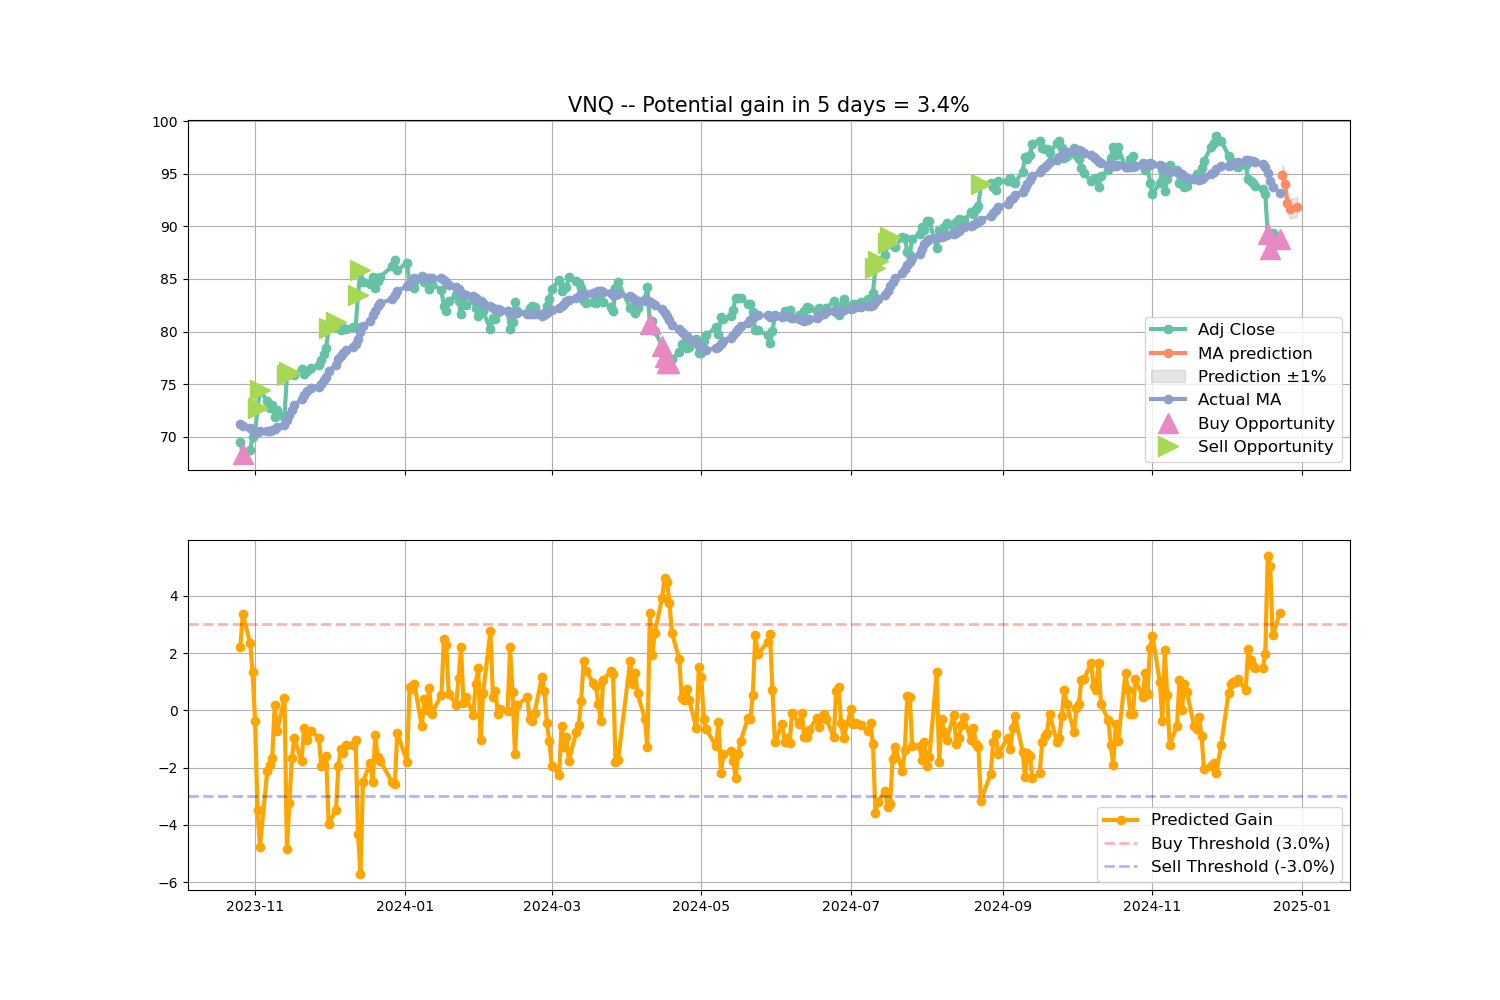 VNQ -- Potential gain in 5 days = 3.4%
100
95
90
85
80
75
70
Adj Close
MA prediction
Prediction ±1%
Actual MA
Buy Opportunity
Sell Opportunity
4
2
0
−2
−4
−6
Predicted Gain
Buy Threshold (3.0%)
Sell Threshold (-3.0%)
2023-11
2024-01
2024-03
2024-05
2024-07
2024-09
2024-11
2025-01